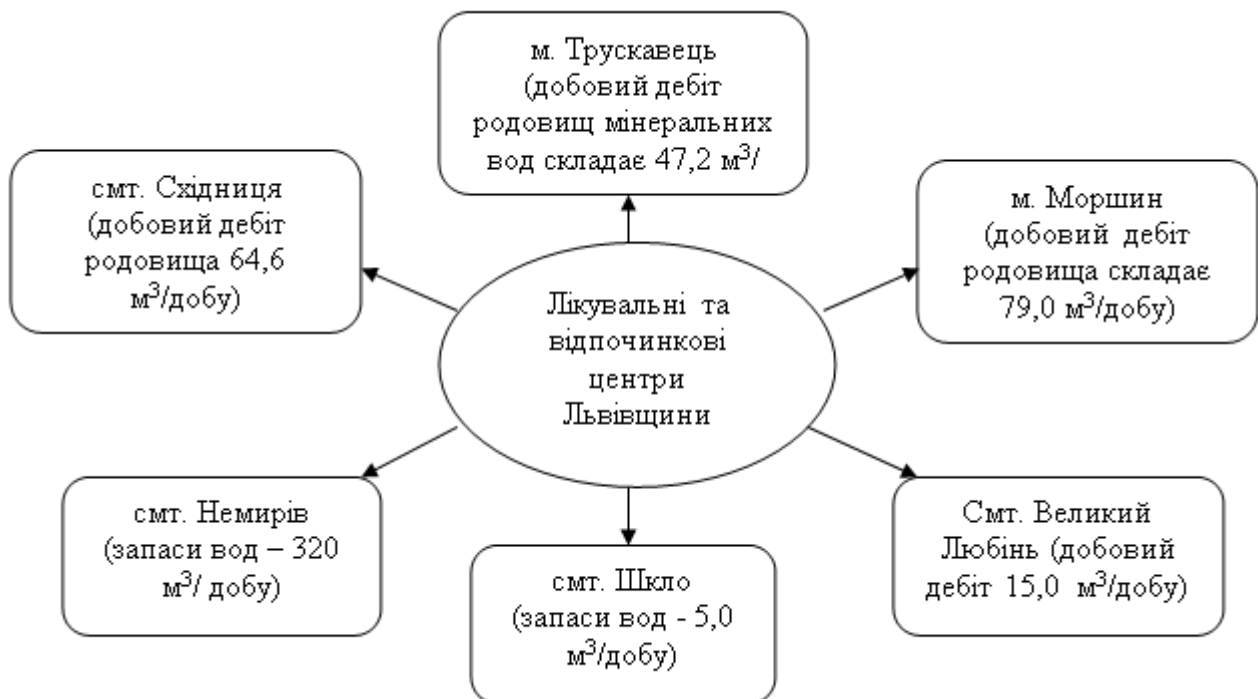 м. Трускавець
(добовий дебіт
родовищ мінеральних
вод складає 47,2 м³/
смт. Східниця
(добовий дебіт
родовища 64,6
м³/добу)
м. Моршин
(добовий дебіт
родовища складає
79,0 м³/добу)
Лікувальні та
відпочинкові
центри
Львівщини
смт. Немирів
(запаси вод – 320
м³/ добу)
смт. Шкло
(запаси вод - 5,0
м³/добу)
Смт. Великий
Любінь (добовий
дебіт 15,0 м³/добу)